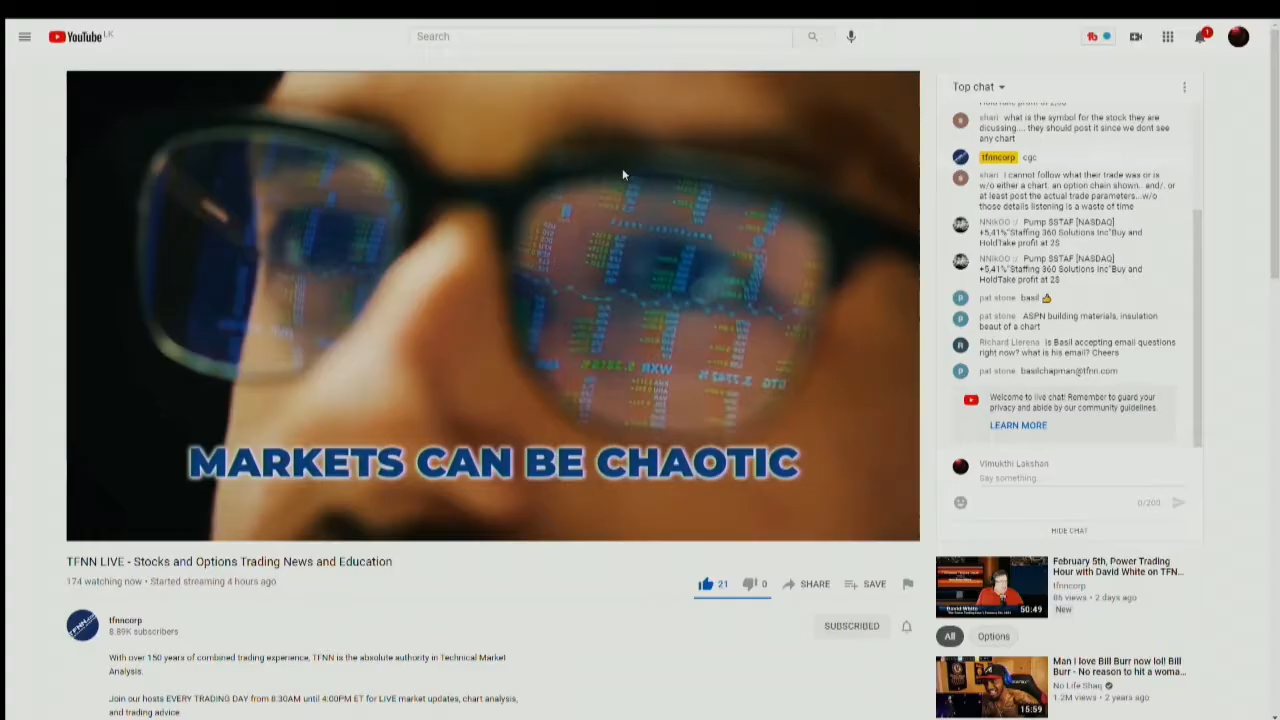 YouTube LK
Search
1
Top chat
shari what is the symbol for the stock they are
dicussing.... they should post it since we dont see
any chart
tfnncorp cgc
shari I cannot follow what their trade was or is
w/o either a chart. an option chain shown.. and/. or
at least post the actual trade parameters...w/o
those details listening is a waste of time
NNikOO :/ Pump $STAF [NASDAQ]
+5,41%"Staffing 360 Solutions Inc"Buy and
HoldTake profit at 2$
NNikOO :/ Pump $STAF [NASDAQ]
+5,41%"Staffing 360 Solutions Inc"Buy and
HoldTake profit at 2$
pat stone basil 👍
pat stone ASPN building materials, insulation
beaut of a chart
Richard Llerena is Basil accepting email questions
right now? what is his email? Cheers
pat stone basilchapman@tfnn.com
Welcome to live chat! Remember to guard your
privacy and abide by our community guidelines.
LEARN MORE
Vimukthi Lakshan
Say something...
0/200
HIDE CHAT
MARKETS CAN BE CHAOTIC
TFNN LIVE - Stocks and Options Trading News and Education
174 watching now • Started streaming 4 hours ago
21
0
SHARE
SAVE
tfnncorp
8.89K subscribers
SUBSCRIBED
With over 150 years of combined trading experience, TFNN is the absolute authority in Technical Market
Analysis.
Join our hosts EVERY TRADING DAY from 8:30AM until 4:00PM ET for LIVE market updates, chart analysis,
and trading advice
February 5th, Power Trading
Hour with David White on TFN...
tfnncorp
86 views • 2 days ago
New
David White
50:49
All
Options
Man I love Bill Burr now lol! Bill
Burr - No reason to hit a woma...
No Life Shaq
1.2M views • 2 years ago
15:59